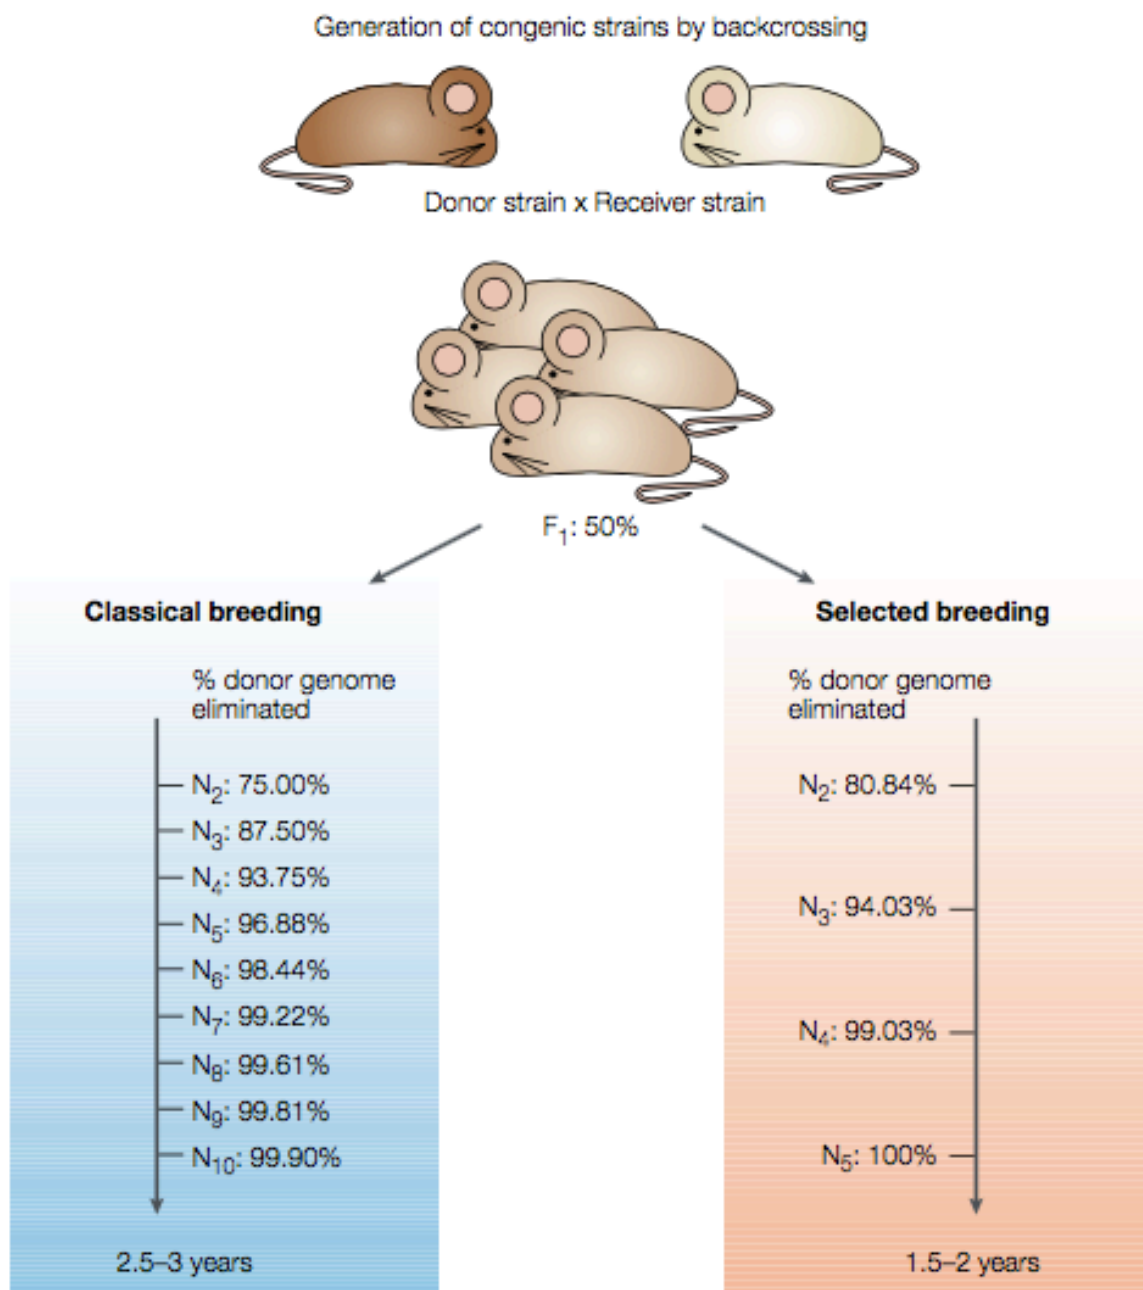 Generation of congenic strains by backcrossing
Donor strain x Receiver strain
F₁: 50%
Classical breeding
% donor genome
eliminated
N₂: 75.00%
N₃: 87.50%
N₄: 93.75%
N₅: 96.88%
N₆: 98.44%
N₇: 99.22%
N₈: 99.61%
N₉: 99.81%
N₁₀: 99.90%
2.5–3 years
Selected breeding
% donor genome
eliminated
N₂: 80.84%
N₃: 94.03%
N₄: 99.03%
N₅: 100%
1.5–2 years